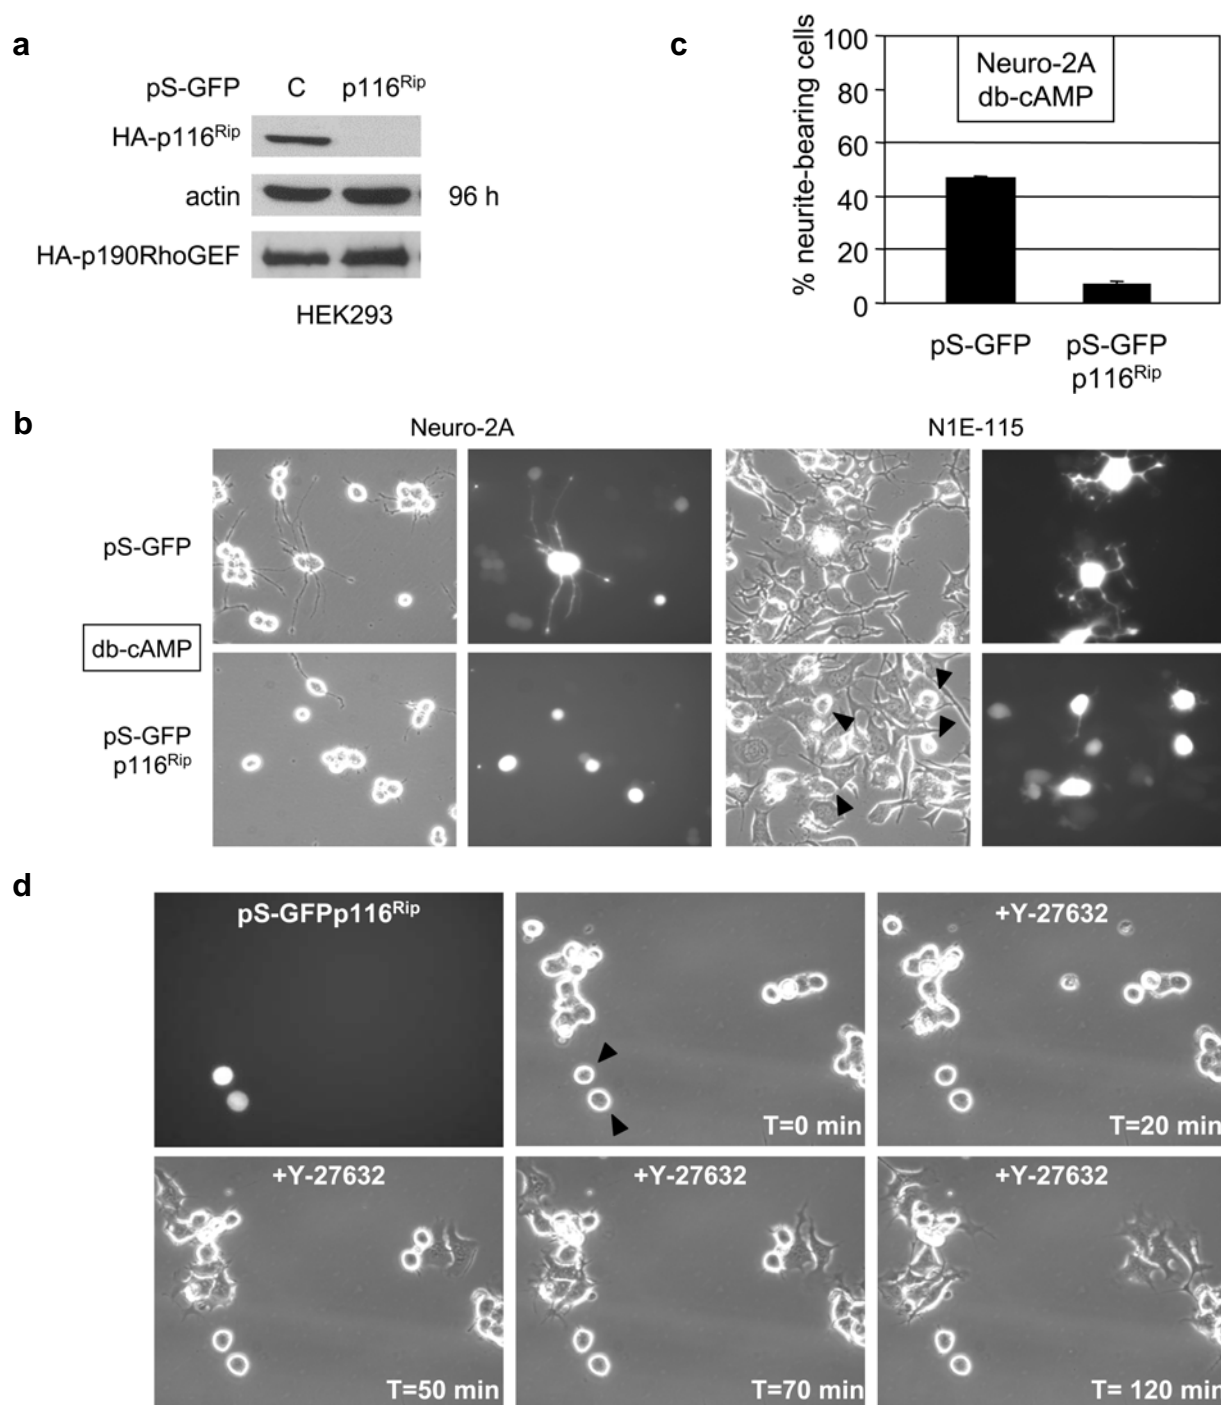 a
pS-GFP C p116Rip
HA-p116Rip
actin 96 h
HA-p190RhoGEF
HEK293
c
% neurite-bearing cells
100
80
60
40
20
0
Neuro-2A
db-cAMP
pS-GFP pS-GFP
p116Rip
b
Neuro-2A N1E-115
pS-GFP
db-cAMP
pS-GFP
p116Rip
d
pS-GFPp116Rip
T=0 min
+Y-27632
T=20 min
+Y-27632
T=50 min
+Y-27632
T=70 min
+Y-27632
T= 120 min